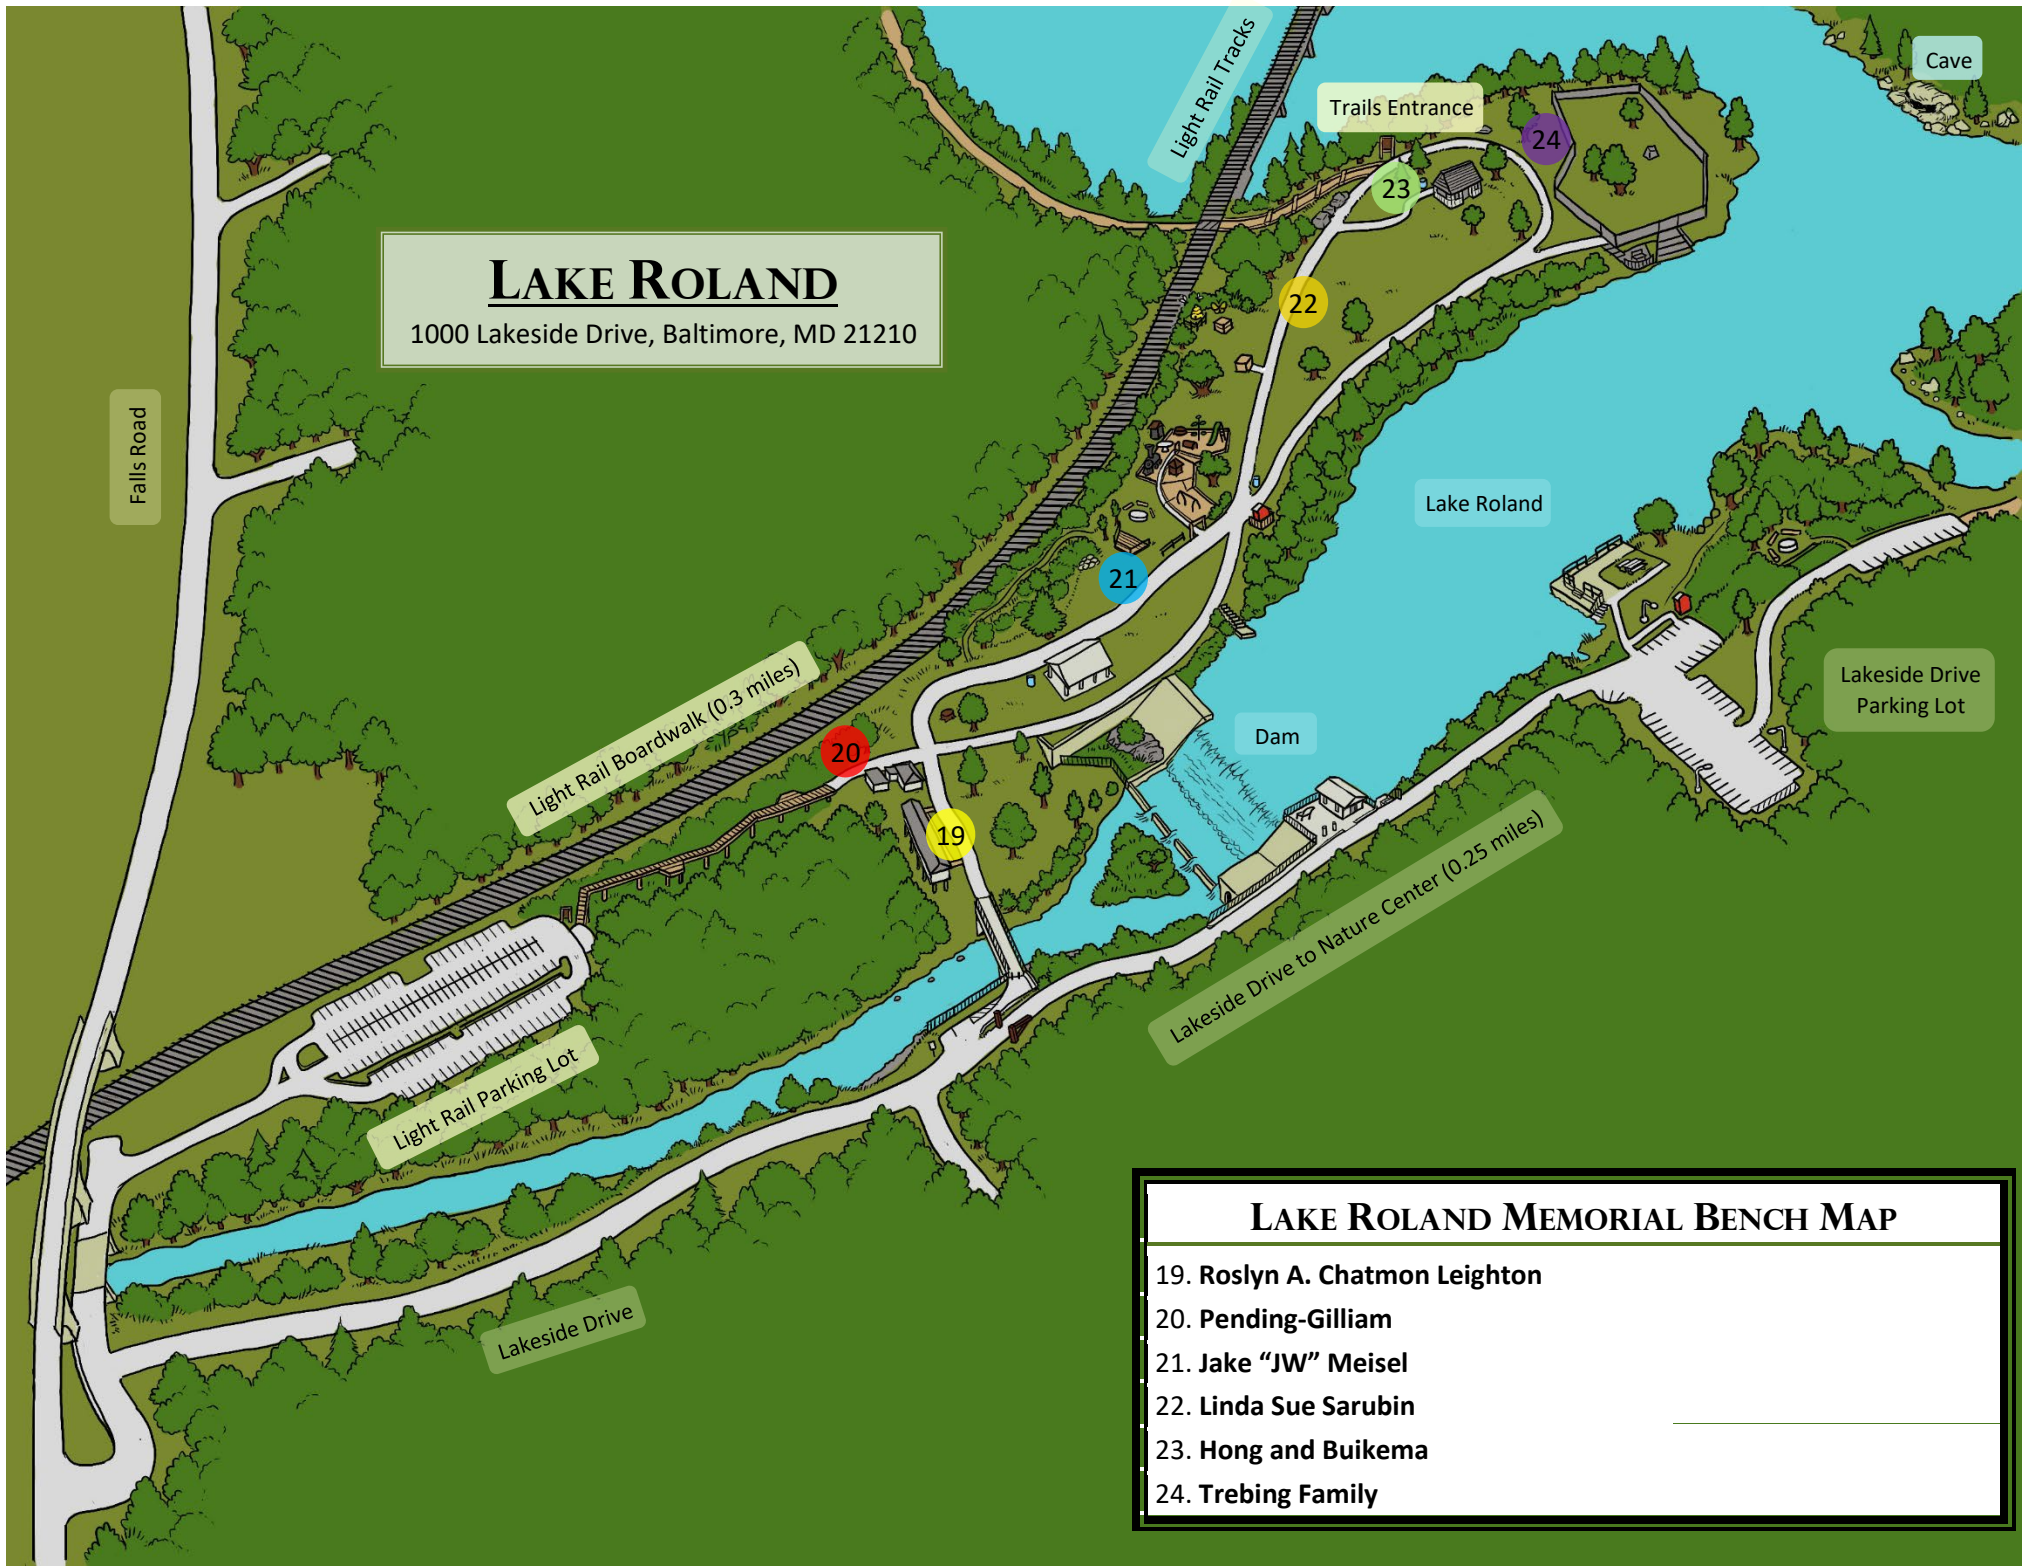 Light Rail Tracks
Cave
Trails Entrance
24
23
LAKE ROLAND
1000 Lakeside Drive, Baltimore, MD 21210
22
Falls Road
Lake Roland
21
Light Rail Boardwalk (0.3 miles)
Lakeside Drive
Parking Lot
20
Dam
19
Lakeside Drive to Nature Center (0.25 miles)
Light Rail Parking Lot
Lakeside Drive
LAKE ROLAND MEMORIAL BENCH MAP
19. Roslyn A. Chatmon Leighton
20. Pending-Gilliam
21. Jake “JW” Meisel
22. Linda Sue Sarubin
23. Hong and Buikema
24. Trebing Family